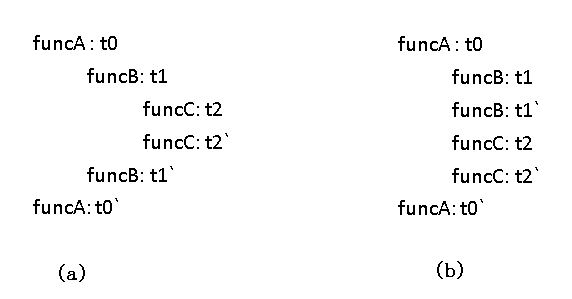 funcA : t0
funcB: t1
funcC: t2
funcC: t2`
funcB: t1`
funcA:t0`
(a)
funcA : t0
funcB: t1
funcB: t1`
funcC: t2
funcC: t2`
funcA:t0`
(b)